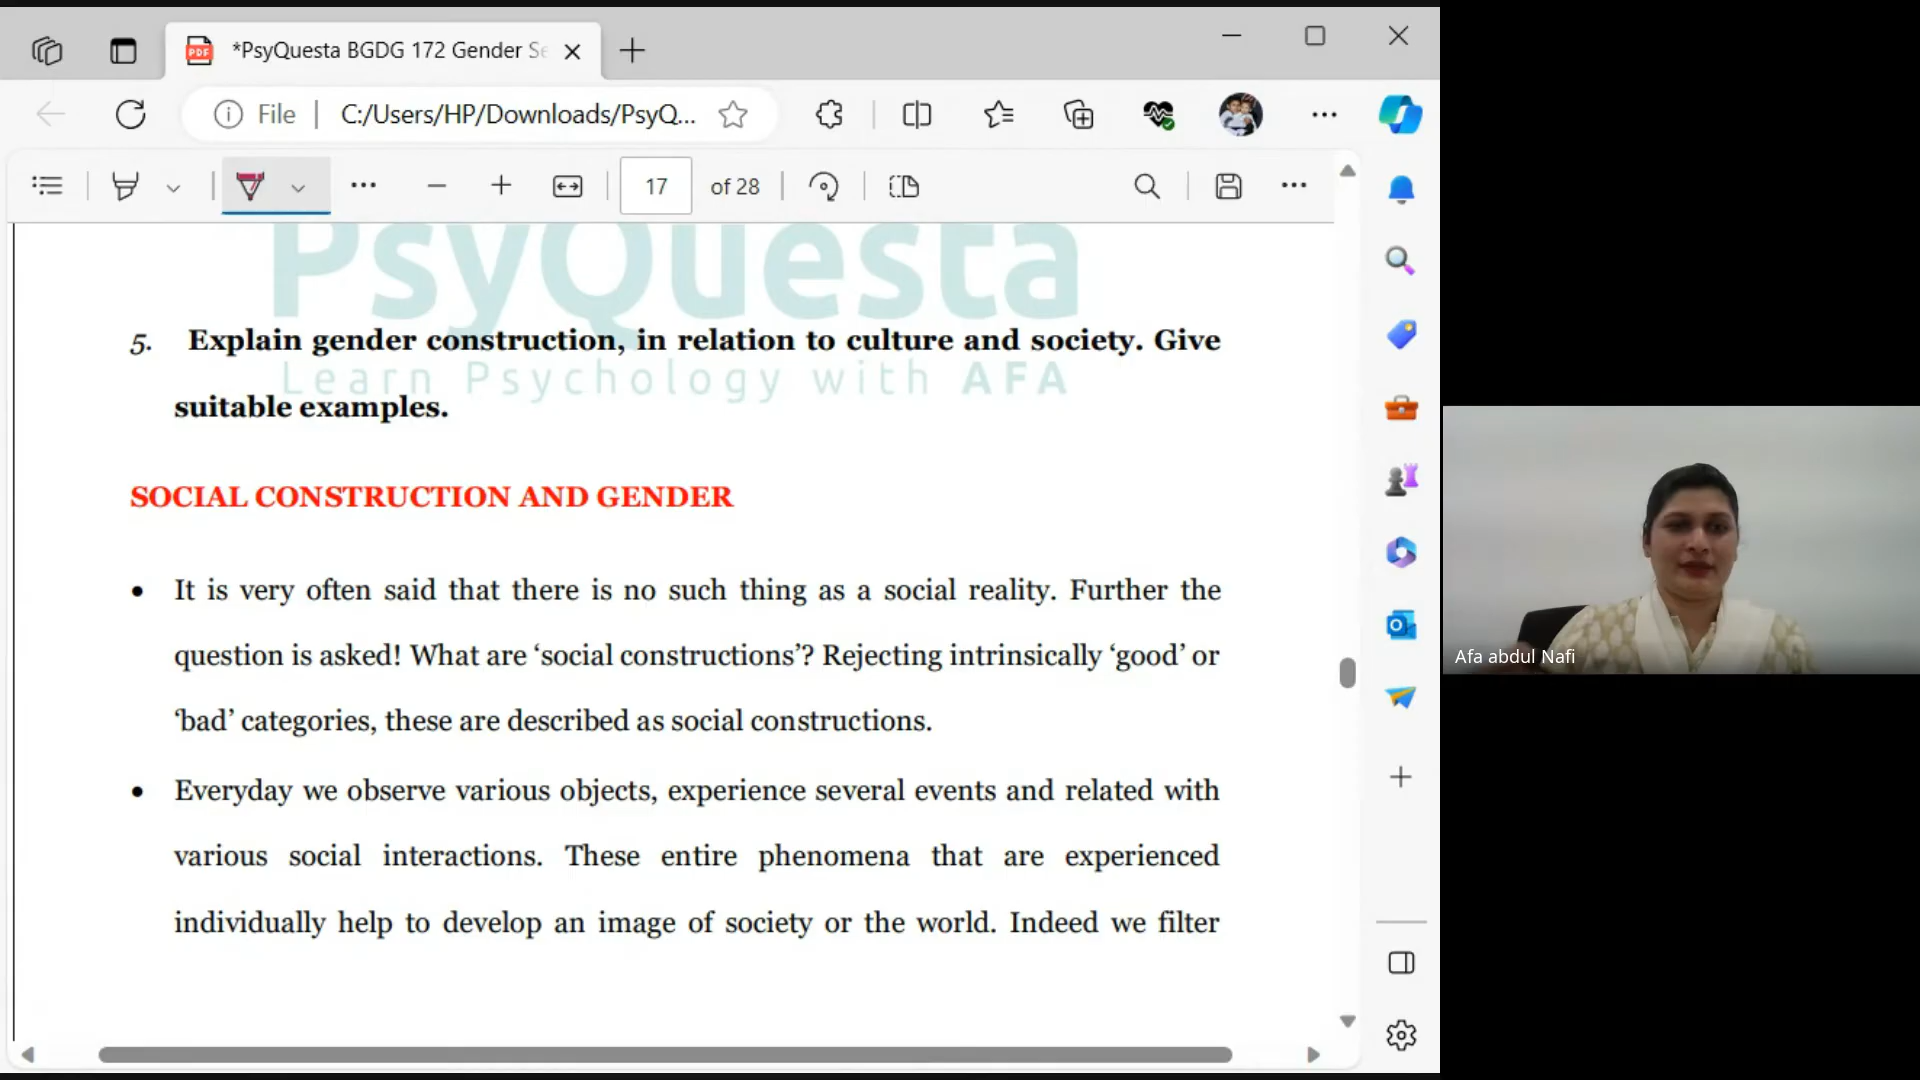 *PsyQuesta BGDG 172 Gender Se
File
C:/Users/HP/Downloads/PsyQ...
17
of 28
PsyQuesta
Learn Psychology with AFA
5. Explain gender construction, in relation to culture and society. Give
suitable examples.
SOCIAL CONSTRUCTION AND GENDER
• It is very often said that there is no such thing as a social reality. Further the
question is asked! What are ‘social constructions’? Rejecting intrinsically ‘good’ or
‘bad’ categories, these are described as social constructions.
• Everyday we observe various objects, experience several events and related with
various social interactions. These entire phenomena that are experienced
individually help to develop an image of society or the world. Indeed we filter
Afa abdul Nafi